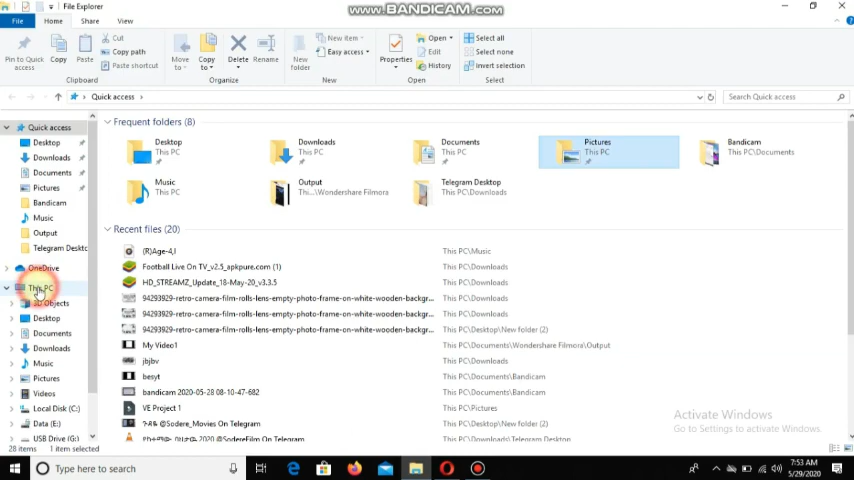 www.BANDICAM.com
File Explorer
File Home Share View
Pin to Quick access
Copy
Paste
Cut
Copy path
Paste shortcut
Clipboard
Move to
Copy to
Delete
Rename
Organize
New folder
New item
Easy access
New
Properties
Open
Edit
History
Open
Select all
Select none
Invert selection
Select
Quick access
Search Quick access
Quick access
Desktop
Downloads
Documents
Pictures
Bandicam
Music
Output
Telegram Deskto
OneDrive
This PC
3D Objects
Desktop
Documents
Downloads
Music
Pictures
Videos
Local Disk (C:)
Data (E:)
USB Drive (G:)
Frequent folders (8)
Desktop
This PC
Downloads
This PC
Documents
This PC
Pictures
This PC
Bandicam
This PC\Documents
Music
This PC
Output
Thi...\Wondershare Filmora
Telegram Desktop
This PC\Downloads
Recent files (20)
(R)Age-4,I This PC\Music
Football Live On TV_v2.5_apkpure.com (1) This PC\Downloads
HD_STREAMZ_Update_18-May-20_v3.3.5 This PC\Downloads
94293929-retro-camera-film-rolls-lens-empty-photo-frame-on-white-wooden-backgr... This PC\Downloads
94293929-retro-camera-film-rolls-lens-empty-photo-frame-on-white-wooden-backgr... This PC\Downloads
94293929-retro-camera-film-rolls-lens-empty-photo-frame-on-white-wooden-backgr... This PC\Desktop\New folder (2)
My Video1 This PC\Documents\Wondershare Filmora\Output
jbjbv This PC\Downloads
besyt This PC\Documents\Bandicam
bandicam 2020-05-28 08-10-47-682 This PC\Documents\Bandicam
VE Project 1 This PC\Pictures
@Sodere_Movies On Telegram This PC\Desktop\New folder (2)
2020 @SodereFilm On Telegram This PC\Downloads\Telegram Desktop
Activate Windows
Go to Settings to activate Windows.
28 items 1 item selected
Type here to search
7:53 AM
5/29/2020